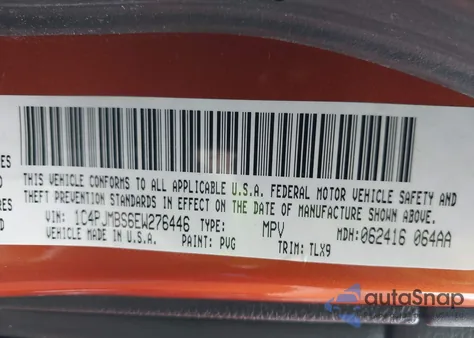 THIS VEHICLE CONFORMS TO ALL APPLICABLE U.S.A. FEDERAL MOTOR VEHICLE SAFETY AND
THEFT PREVENTION STANDARDS IN EFFECT ON THE DATE OF MANUFACTURE SHOWN ABOVE.
VIN: 1C4PJMBS6EW276446 TYPE: MPV MDH:062416 064AA
VEHICLE MADE IN U.S.A. PAINT: PVG TRIM: TLX9
autoSnap